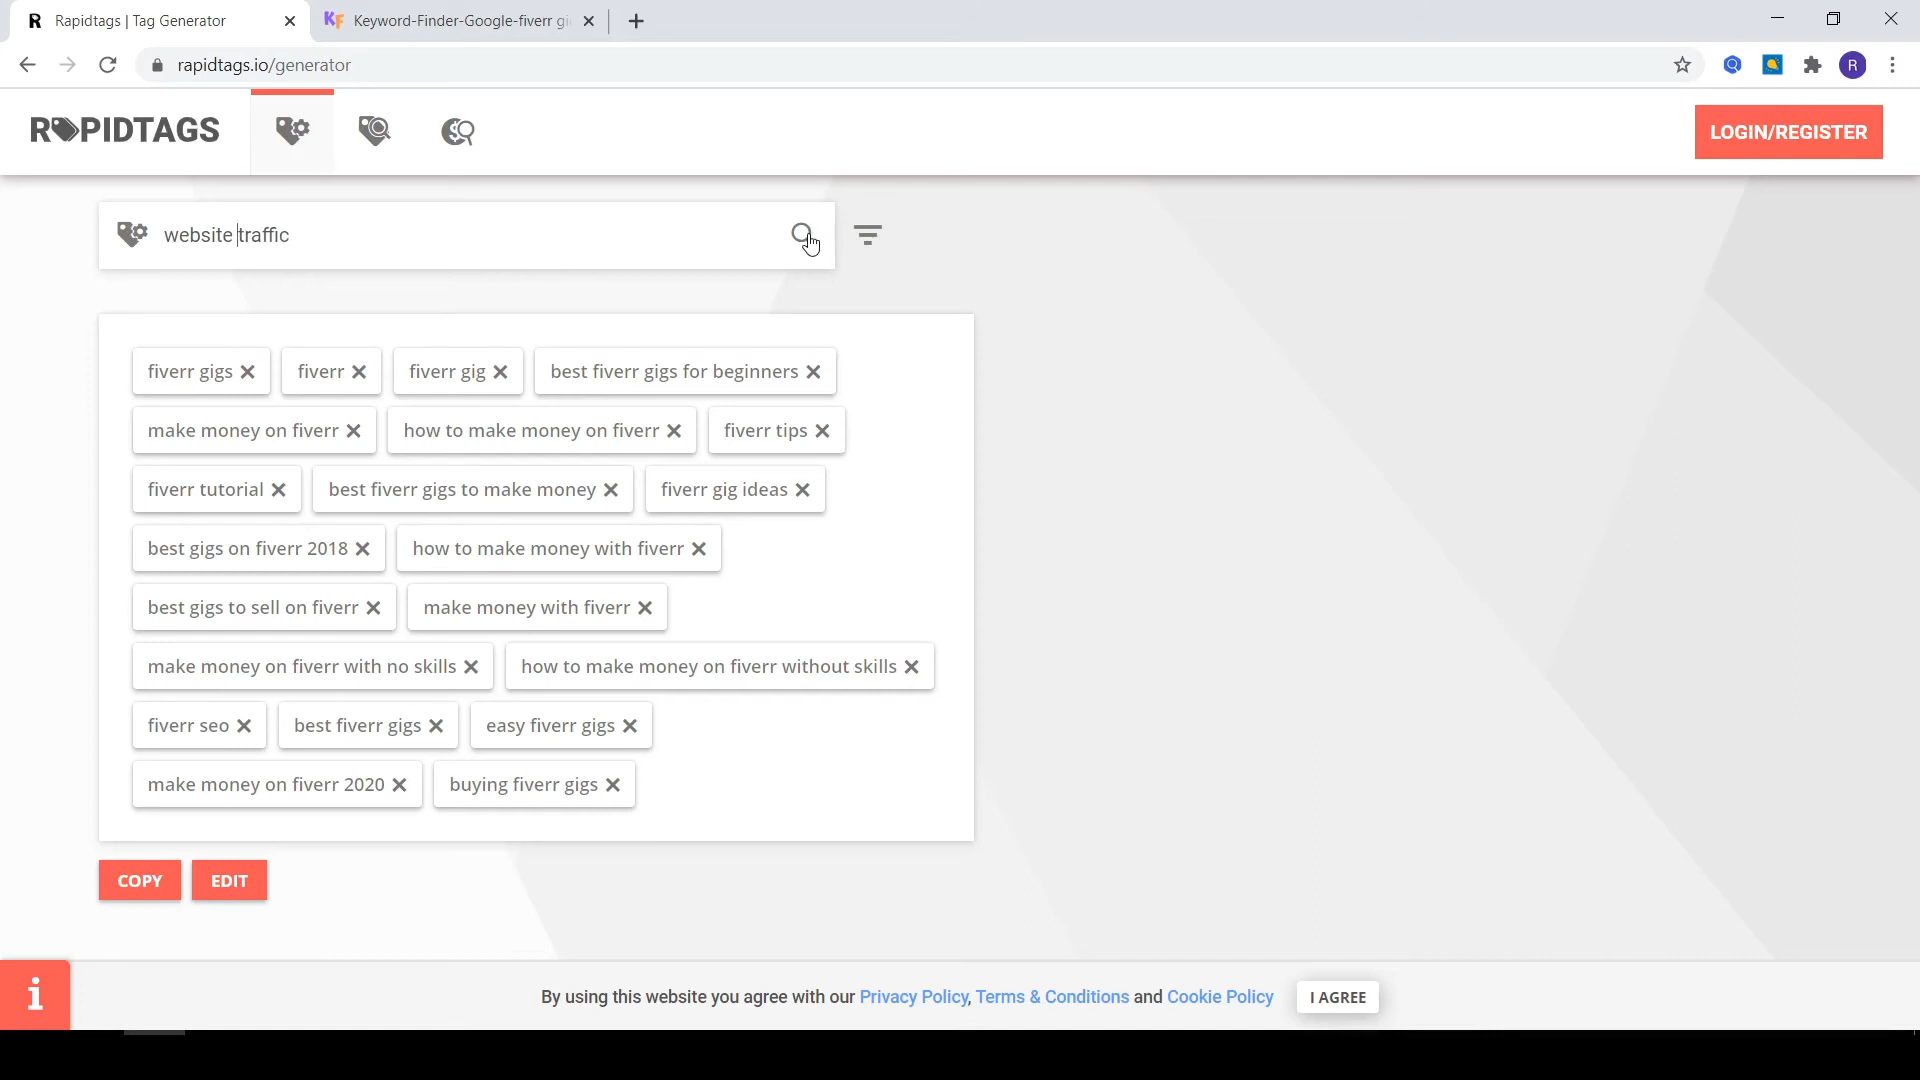 Rapidtags | Tag Generator
Keyword-Finder-Google-fiverr gi
rapidtags.io/generator
R
RAPIDTAGS
LOGIN/REGISTER
website traffic
fiverr gigs fiverr fiverr gig best fiverr gigs for beginners
make money on fiverr how to make money on fiverr fiverr tips
fiverr tutorial best fiverr gigs to make money fiverr gig ideas
best gigs on fiverr 2018 how to make money with fiverr
best gigs to sell on fiverr make money with fiverr
make money on fiverr with no skills how to make money on fiverr without skills
fiverr seo best fiverr gigs easy fiverr gigs
make money on fiverr 2020 buying fiverr gigs
COPY EDIT
By using this website you agree with our Privacy Policy, Terms & Conditions and Cookie Policy I AGREE